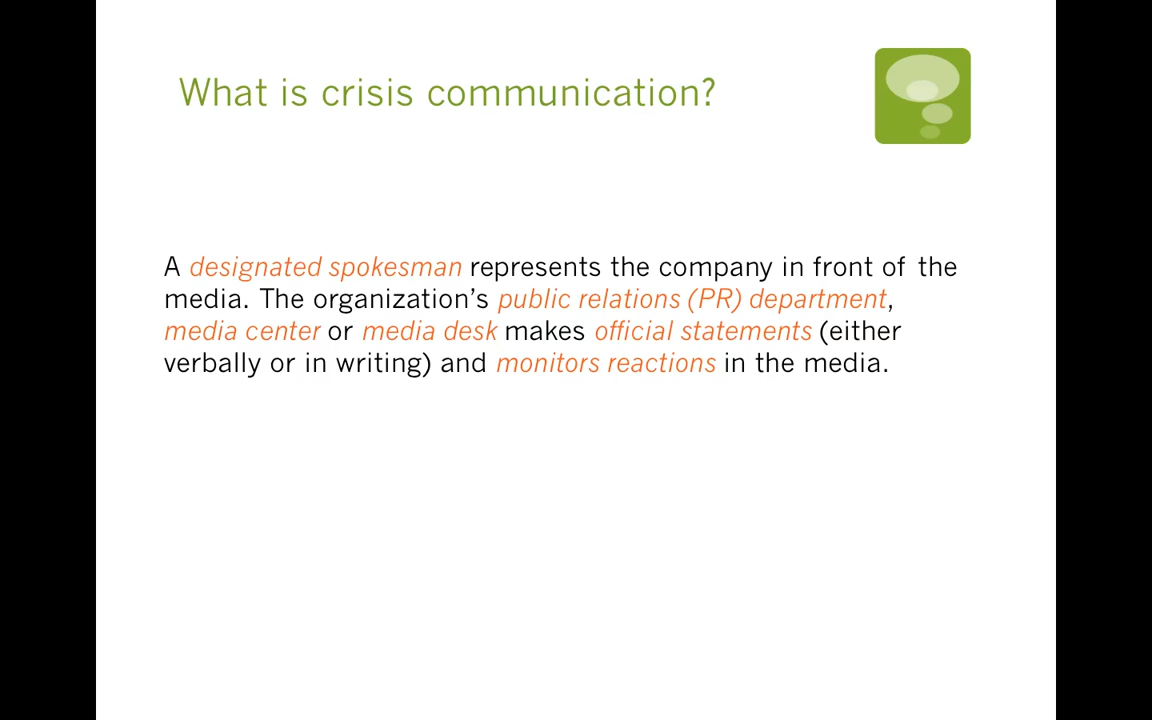 What is crisis communication?
A designated spokesman represents the company in front of the
media. The organization’s public relations (PR) department,
media center or media desk makes official statements (either
verbally or in writing) and monitors reactions in the media.